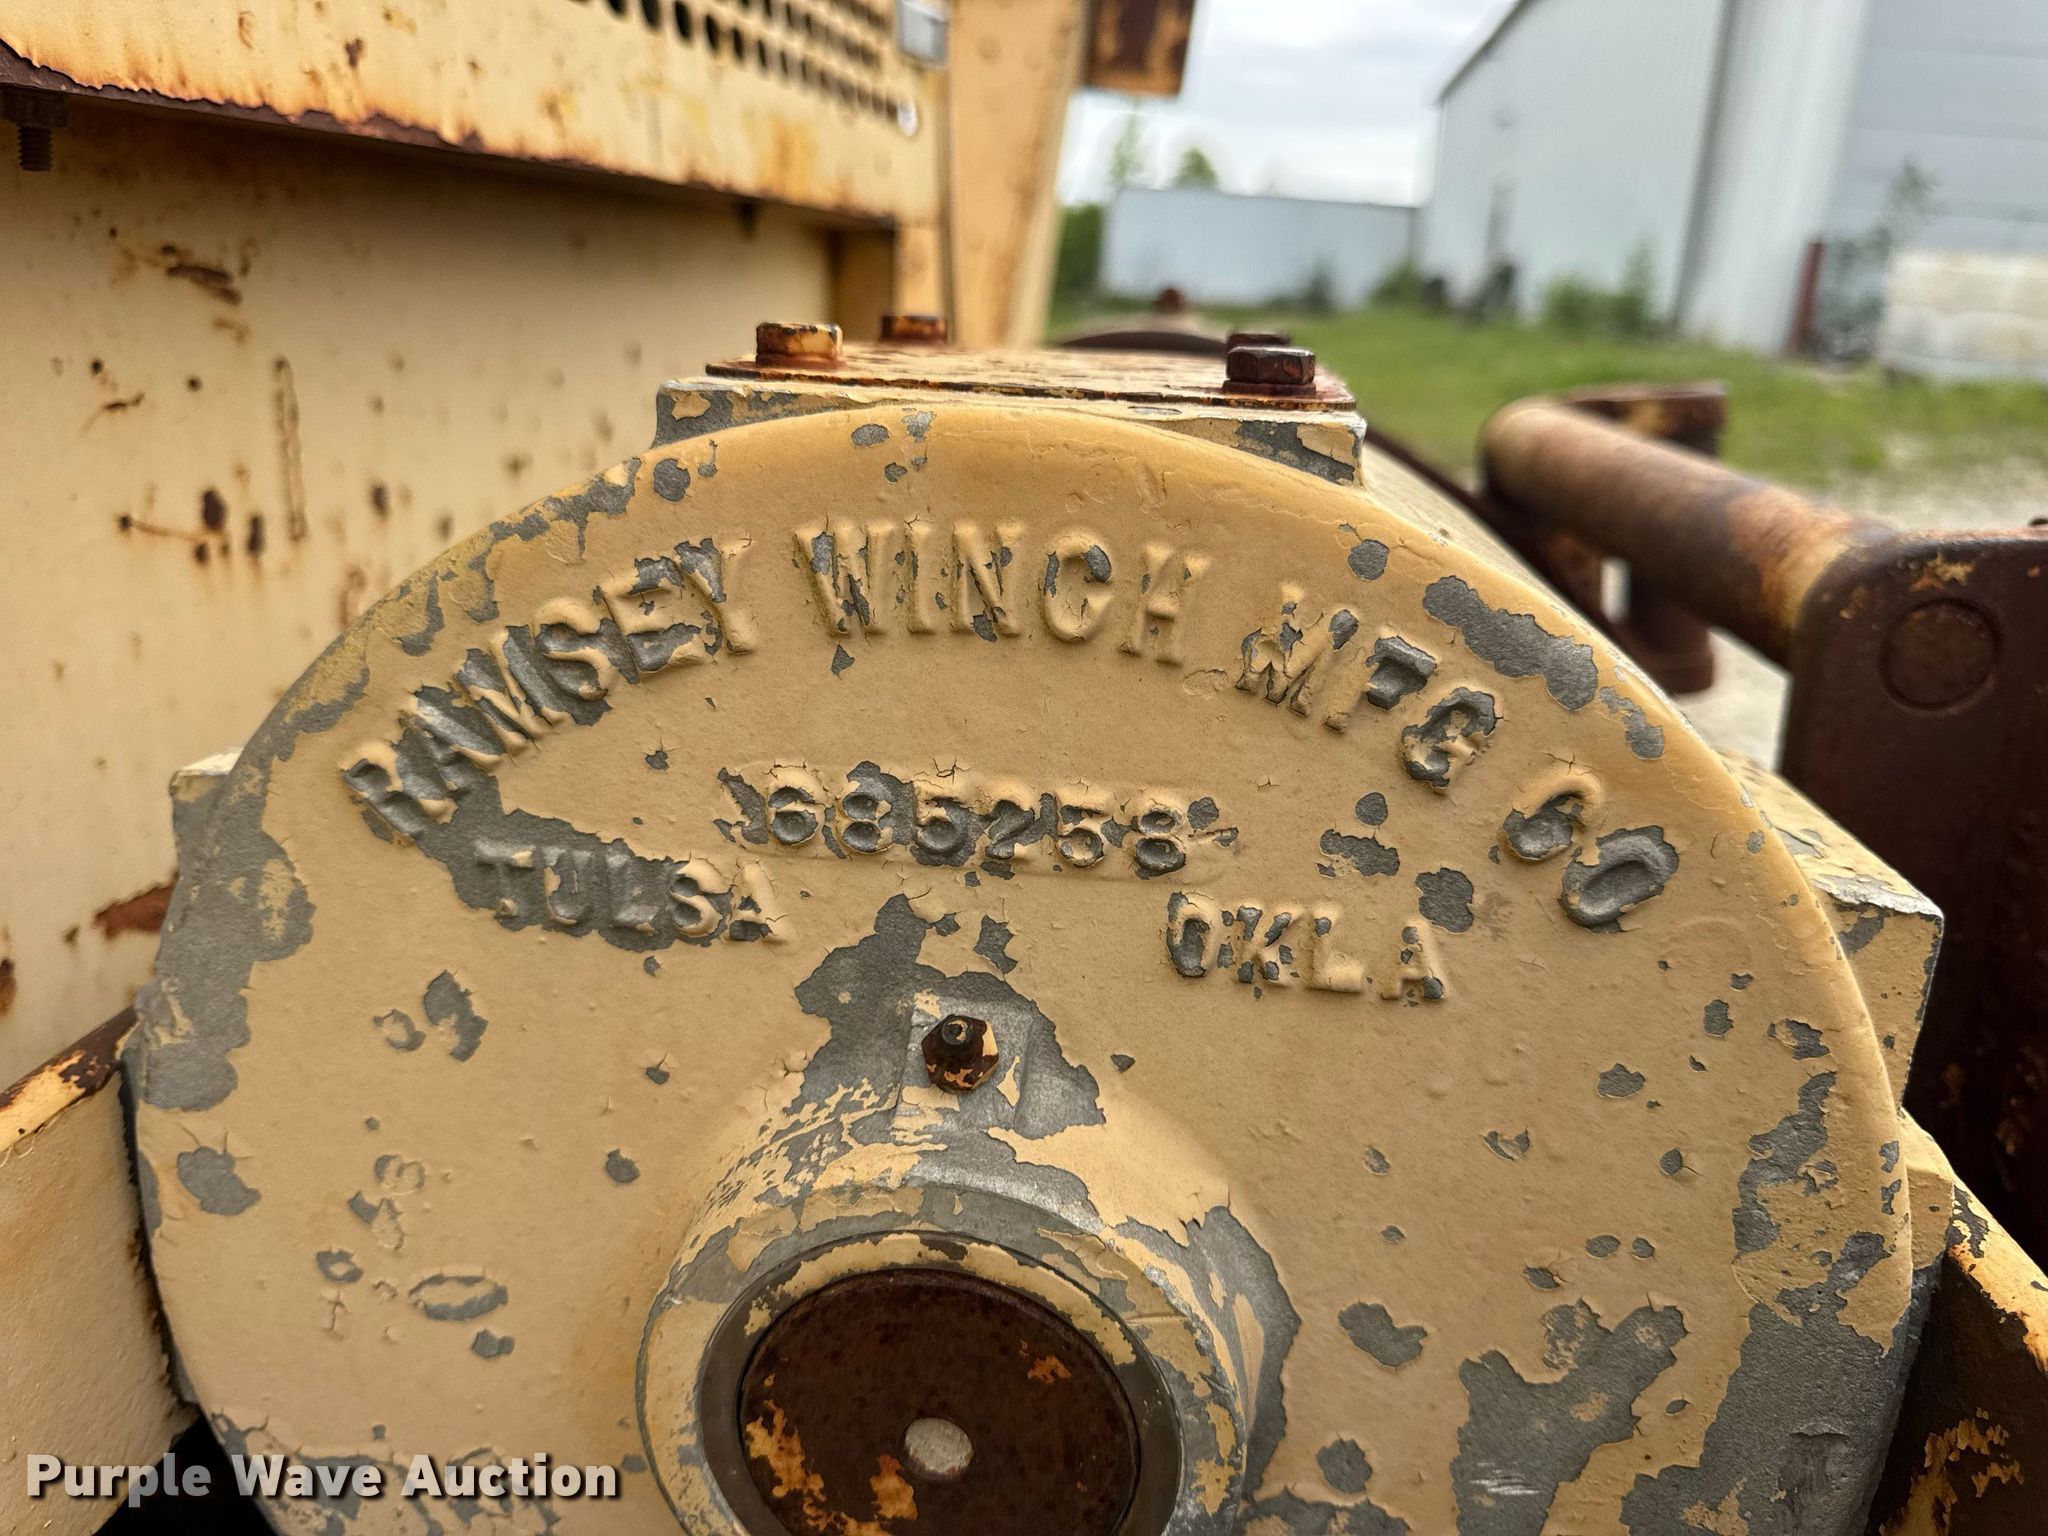 RAMSEY WINCH MFG CO
685258
TULSA OKLA
Purple Wave Auction